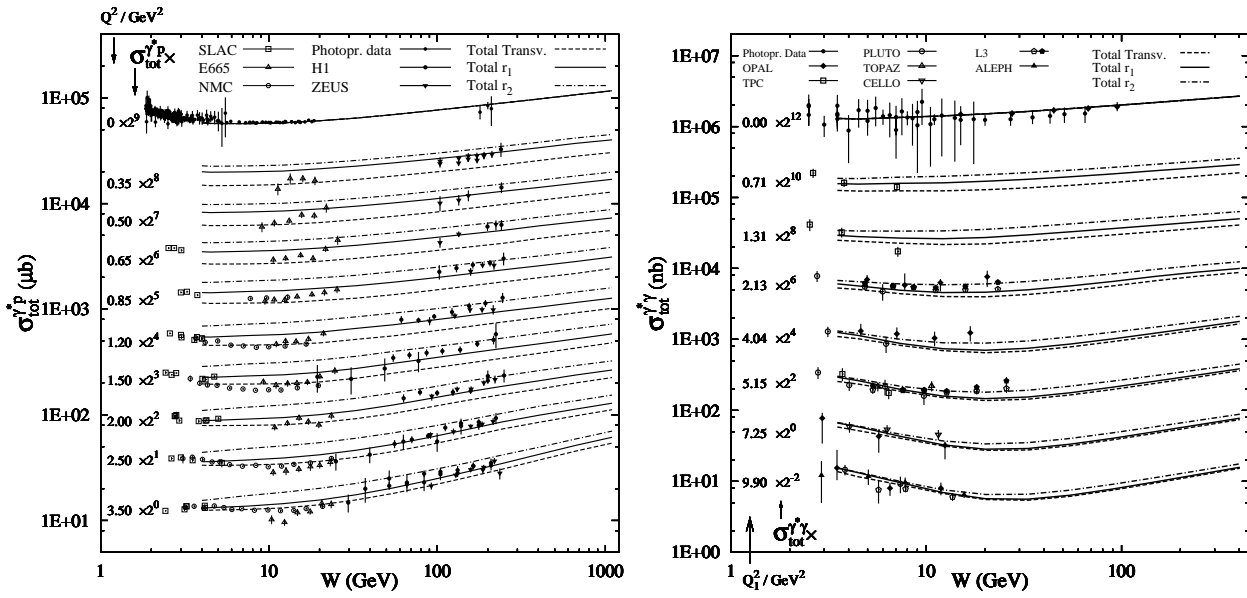 Q² / GeV²
σ_tot^γ*p ×
SLAC Photopr. data Total Transv.
E665 H1 Total r₁
NMC ZEUS Total r₂
1E+05
0 ×2⁹
0.35 ×2⁸
1E+04
0.50 ×2⁷
0.65 ×2⁶
0.85 ×2⁵
1E+03
1.20 ×2⁴
1.50 ×2³
1E+02
2.00 ×2²
2.50 ×2¹
3.50 ×2⁰
1E+01
σ_tot^γ*p (μb)
1 10 100 1000
W (GeV)
1E+07
Photopr. Data PLUTO L3 Total Transv.
OPAL TOPAZ ALEPH Total r₁
TPC CELLO Total r₂
1E+06
0.00 ×2¹²
0.71 ×2¹⁰
1E+05
1.31 ×2⁸
1E+04
2.13 ×2⁶
1E+03
4.04 ×2⁴
5.15 ×2²
1E+02
7.25 ×2⁰
1E+01
9.90 ×2⁻²
σ_tot^γ*γ ×
1E+00
σ_tot^γ*γ (nb)
1 10 100
Q₁² / GeV²
W (GeV)